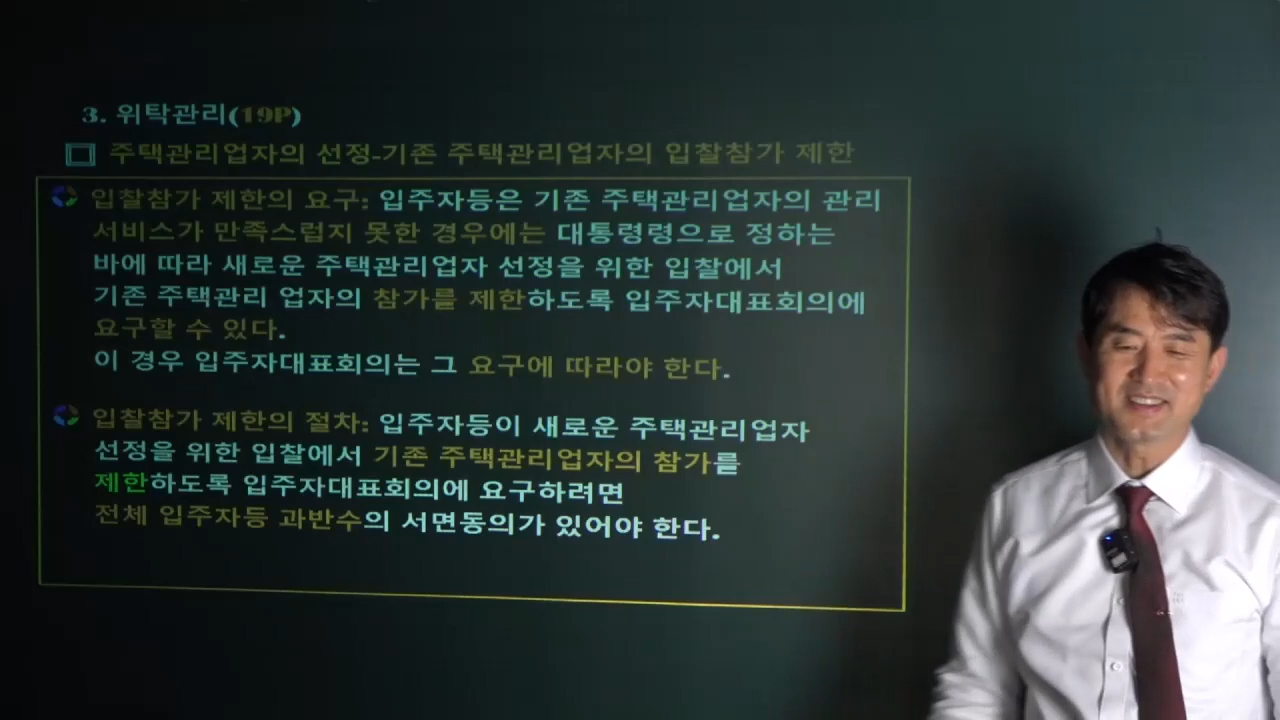 3. 위탁관리(19P)
주택관리업자의 선정-기존 주택관리업자의 입찰참가 제한
입찰참가 제한의 요구: 입주자등은 기존 주택관리업자의 관리
서비스가 만족스럽지 못한 경우에는 대통령령으로 정하는
바에 따라 새로운 주택관리업자 선정을 위한 입찰에서
기존 주택관리 업자의 참가를 제한하도록 입주자대표회의에
요구할 수 있다.
이 경우 입주자대표회의는 그 요구에 따라야 한다.
입찰참가 제한의 절차: 입주자등이 새로운 주택관리업자
선정을 위한 입찰에서 기존 주택관리업자의 참가를
제한하도록 입주자대표회의에 요구하려면
전체 입주자등 과반수의 서면동의가 있어야 한다.